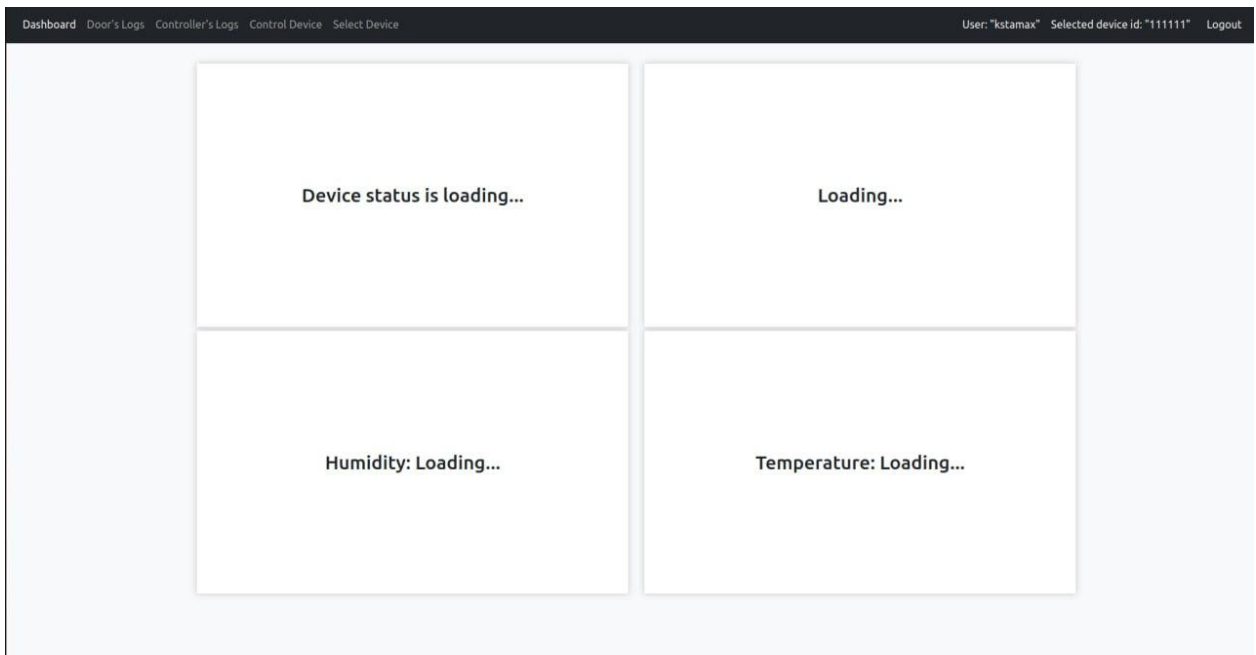 Dashboard Door's Logs Controller's Logs Control Device Select Device User: "kstamax" Selected device id: "111111" Logout
Device status is loading...
Loading...
Humidity: Loading...
Temperature: Loading...